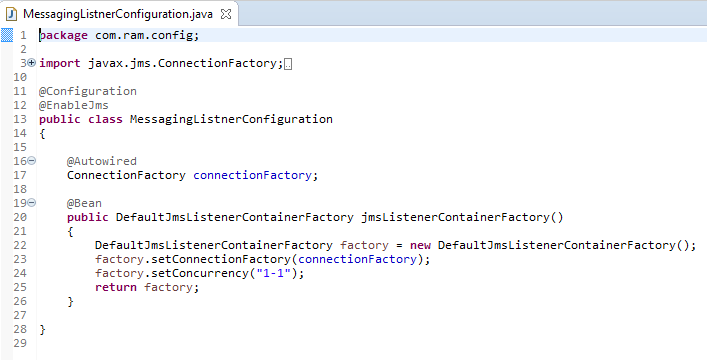 MessagingListnerConfiguration.java
1 package com.ram.config;
2
3 import javax.jms.ConnectionFactory;
10
11 @Configuration
12 @EnableJms
13 public class MessagingListnerConfiguration
14 {
15
16 @Autowired
17 ConnectionFactory connectionFactory;
18
19 @Bean
20 public DefaultJmsListenerContainerFactory jmsListenerContainerFactory()
21 {
22 DefaultJmsListenerContainerFactory factory = new DefaultJmsListenerContainerFactory();
23 factory.setConnectionFactory(connectionFactory);
24 factory.setConcurrency("1-1");
25 return factory;
26 }
27
28 }
29